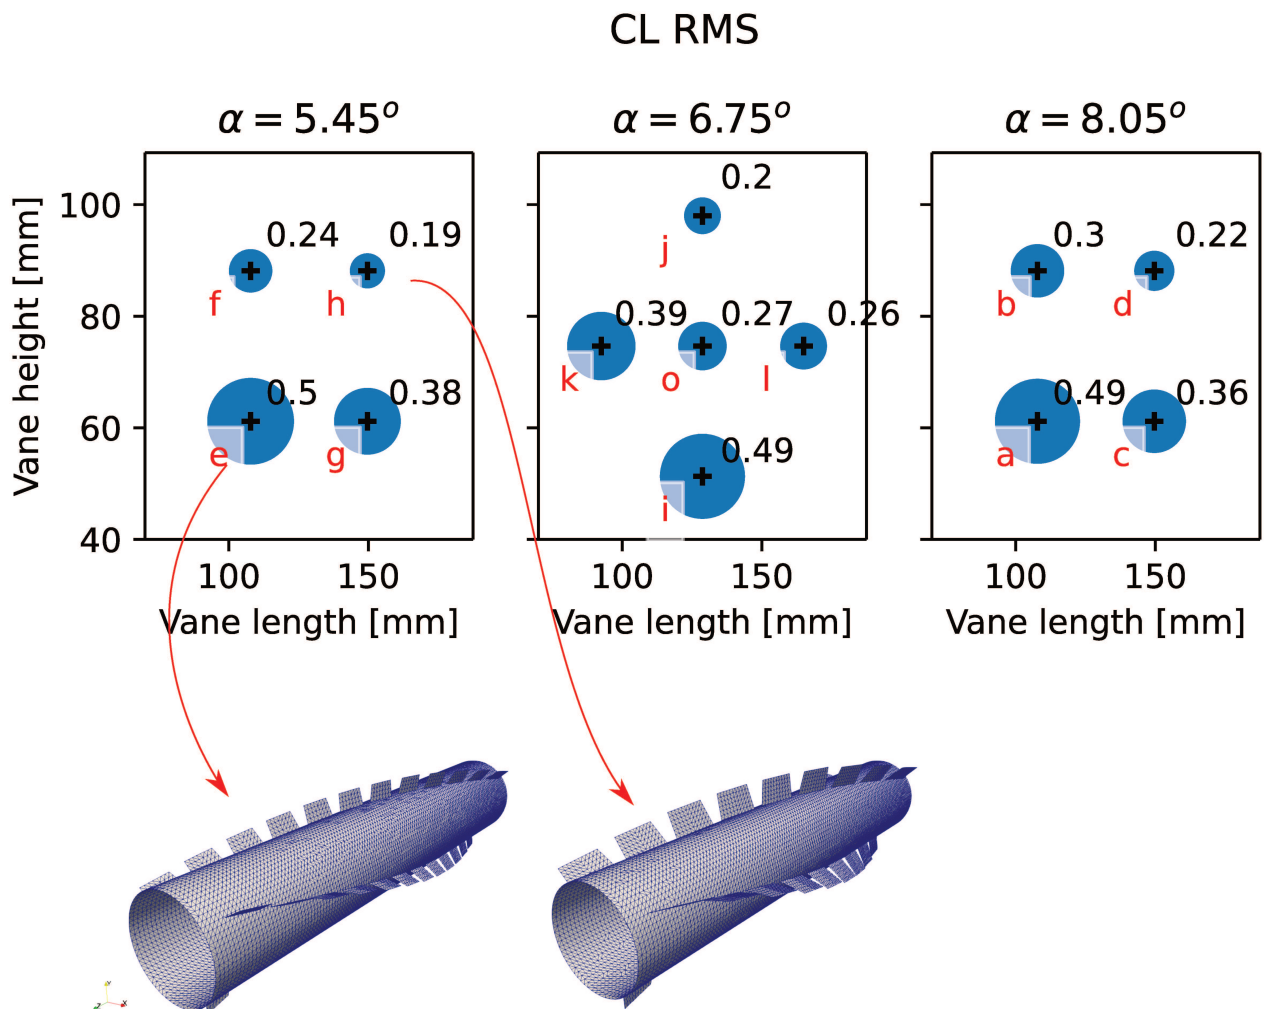 CL RMS
α = 5.45°
α = 6.75°
α = 8.05°
Vane height [mm]
100
80
60
40
0.24
0.19
f
h
0.5
0.38
e
g
100
150
Vane length [mm]
0.2
j
0.39
0.27
0.26
k
o
l
0.49
i
100
150
Vane length [mm]
0.3
0.22
b
d
0.49
0.36
a
c
100
150
Vane length [mm]
Y
Z
X